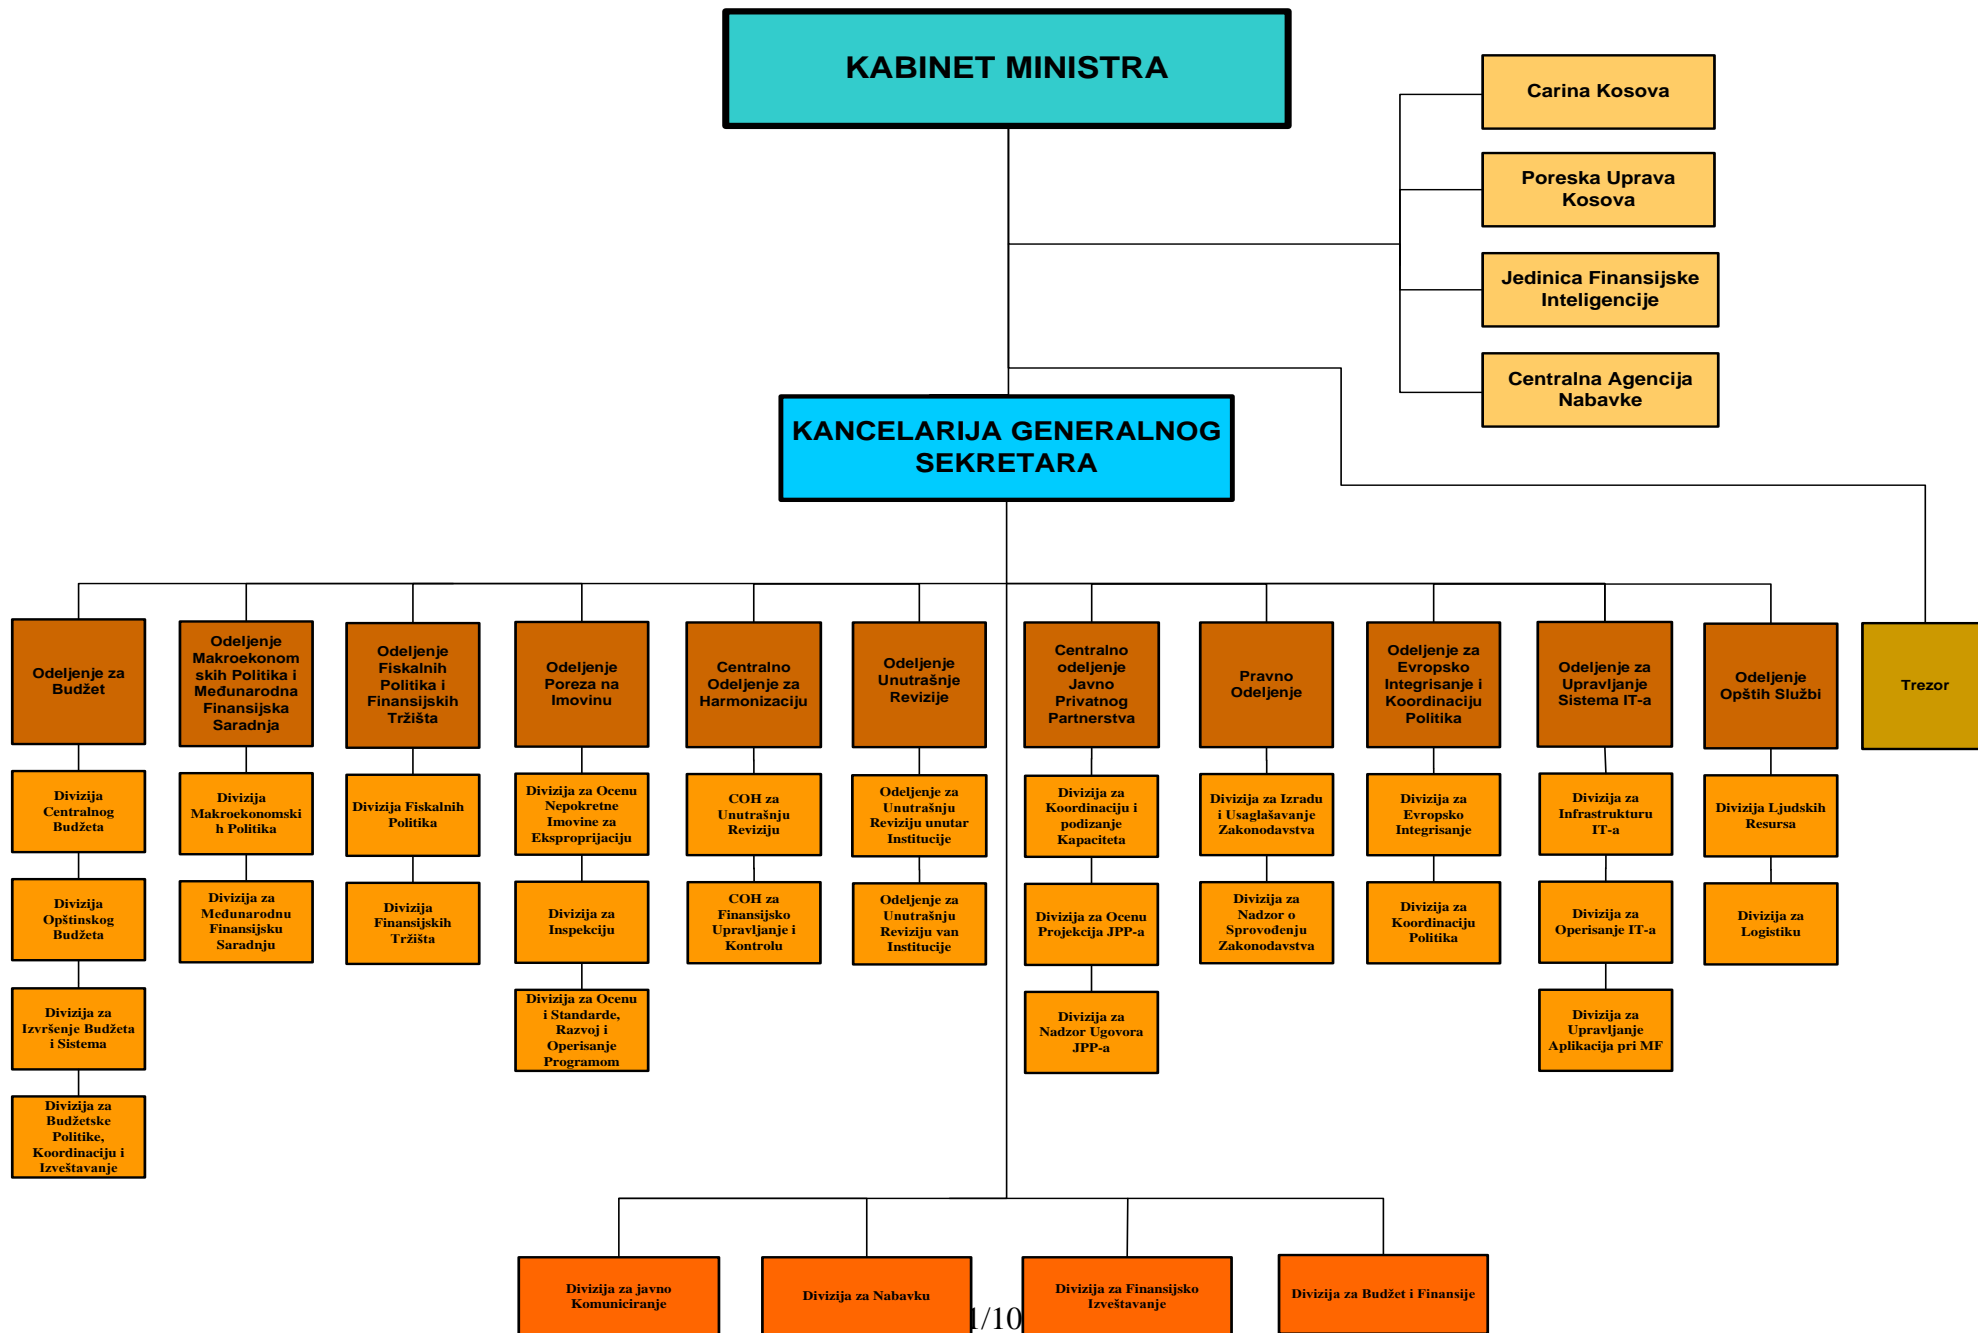 KABINET MINISTRA
Carina Kosova
Poreska Uprava
Kosova
Jedinica Finansijske
Inteligencije
Centralna Agencija
Nabavke
KANCELARIJA GENERALNOG
SEKRETARA
Odeljenje za
Budžet
Odeljenje
Makroekonom
skih Politika i
Međunarodna
Finansijska
Saradnja
Odeljenje
Fiskalnih
Politika i
Finansijskih
Tržišta
Odeljenje
Poreza na
Imovinu
Centralno
Odeljenje za
Harmonizaciju
Odeljenje
Unutrašnje
Revizije
Centralno
odeljenje
Javno
Privatnog
Partnerstva
Pravno
Odeljenje
Odeljenje za
Evropsko
Integrisanje i
Koordinaciju
Politika
Odeljenje za
Upravljanje
Sistema IT-a
Odeljenje
Opštih Službi
Trezor
Divizija
Centralnog
Budžeta
Divizija
Makroekonomski
h Politika
Divizija Fiskalnih
Politika
Divizija za Ocenu
Nepokretne
Imovine za
Eksproprijaciju
COH za
Unutrašnju
Reviziju
Odeljenje za
Unutrašnju
Reviziju unutar
Institucije
Divizija za
Koordinaciju i
podizanje
Kapaciteta
Divizija za Izradu
i Usaglašavanje
Zakonodavstva
Divizija za
Evropsko
Integrisanje
Divizija za
Infrastrukturu
IT-a
Divizija Ljudskih
Resursa
Divizija
Opštinskog
Budžeta
Divizija za
Međunarodnu
Finansijsku
Saradnju
Divizija
Finansijskih
Tržišta
Divizija za
Inspekciju
COH za
Finansijsko
Upravljanje i
Kontrolu
Odeljenje za
Unutrašnju
Reviziju van
Institucije
Divizija za Ocenu
Projekcija JPP-a
Divizija za
Nadzor o
Sprovođenju
Zakonodavstva
Divizija za
Koordinaciju
Politika
Divizija za
Operisanje IT-a
Divizija za
Logistiku
Divizija za
Izvršenje Budžeta
i Sistema
Divizija za Ocenu
i Standarde,
Razvoj i
Operisanje
Programom
Divizija za
Nadzor Ugovora
JPP-a
Divizija za
Upravljanje
Aplikacija pri MF
Divizija za
Budžetske
Politike,
Koordinaciju i
Izveštavanje
Divizija za javno
Komuniciranje
Divizija za Nabavku
Divizija za Finansijsko
Izveštavanje
Divizija za Budžet i Finansije
1/10